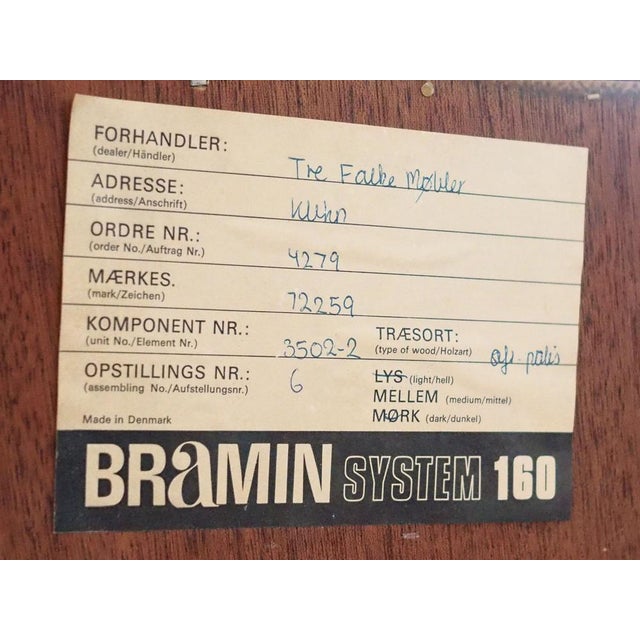 FORHANDLER: Tre Falke Møbler
(dealer/Händler)
ADRESSE:
(address/Anschrift)
ORDRE NR.: 4279
(order No./Auftrag Nr.)
MÆRKES. 72259
(mark/Zeichen)
KOMPONENT NR.: 3502-2
(unit No./Element Nr.)
TRÆSORT:
(type of wood/Holzart)
OPSTILLINGS NR.: 6
(assembling No./Aufstellungsnr.)
LYS (light/hell)
MELLEM (medium/mittel)
MØRK (dark/dunkel)
Made in Denmark
BRAMIN SYSTEM 160